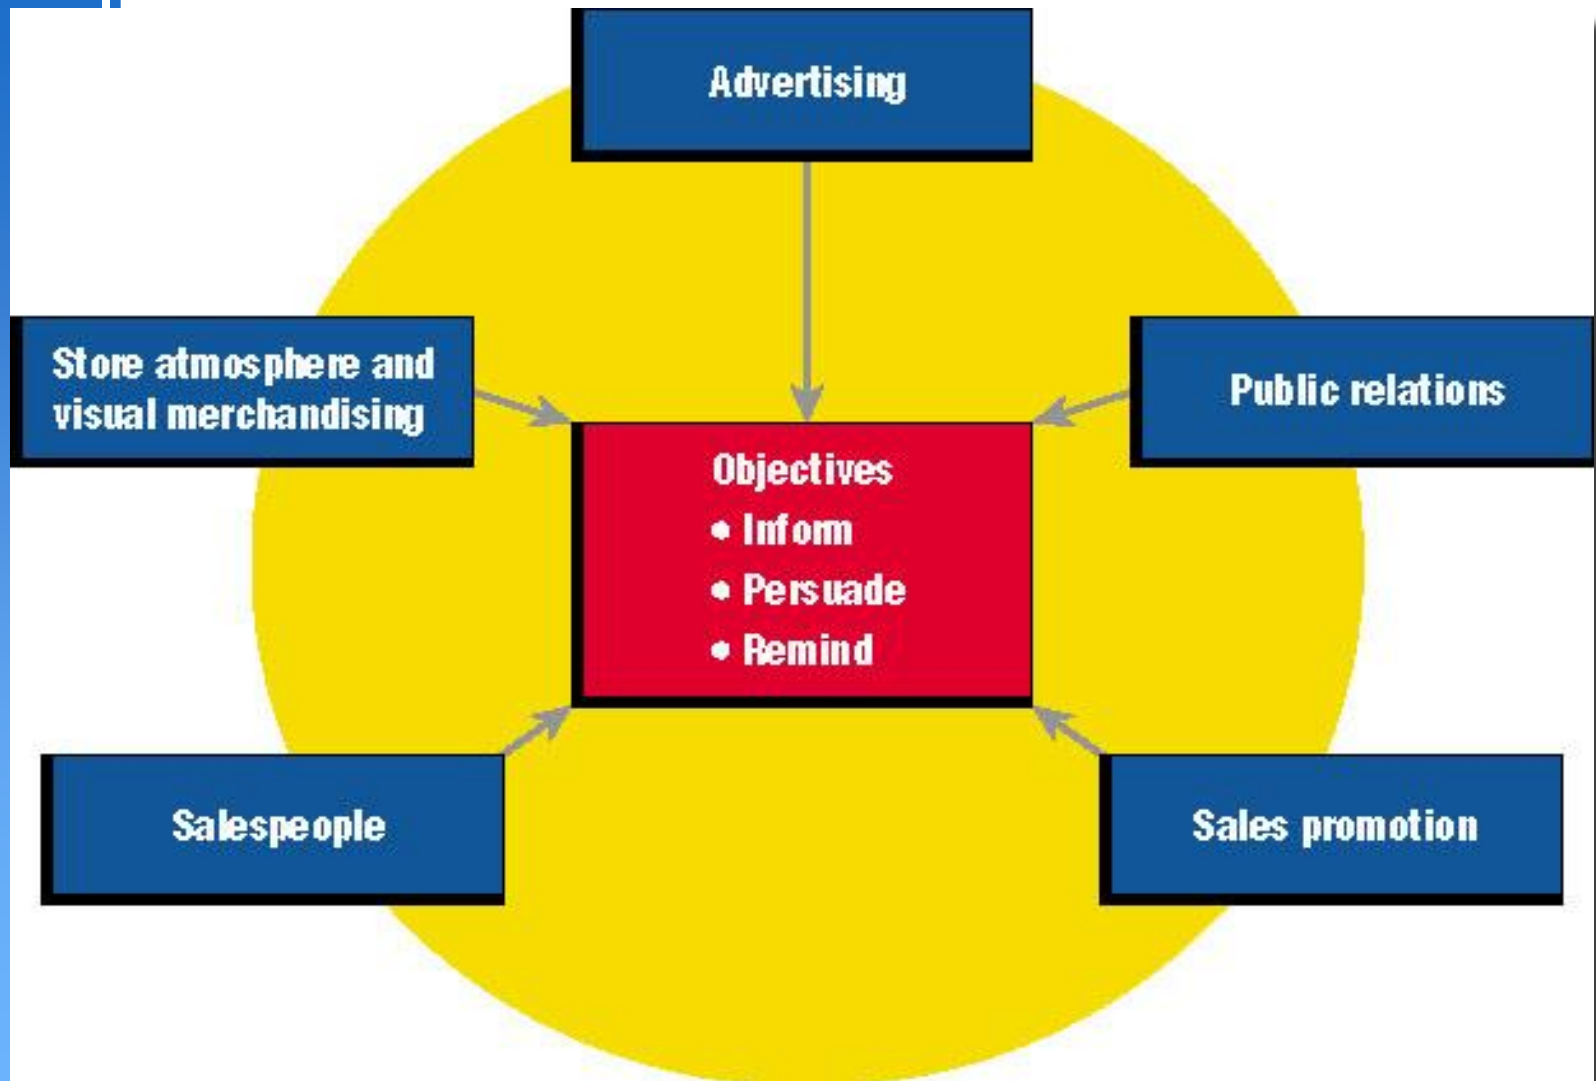 Advertising
Store atmosphere and
visual merchandising
Public relations
Objectives
• Inform
• Persuade
• Remind
Salespeople
Sales promotion